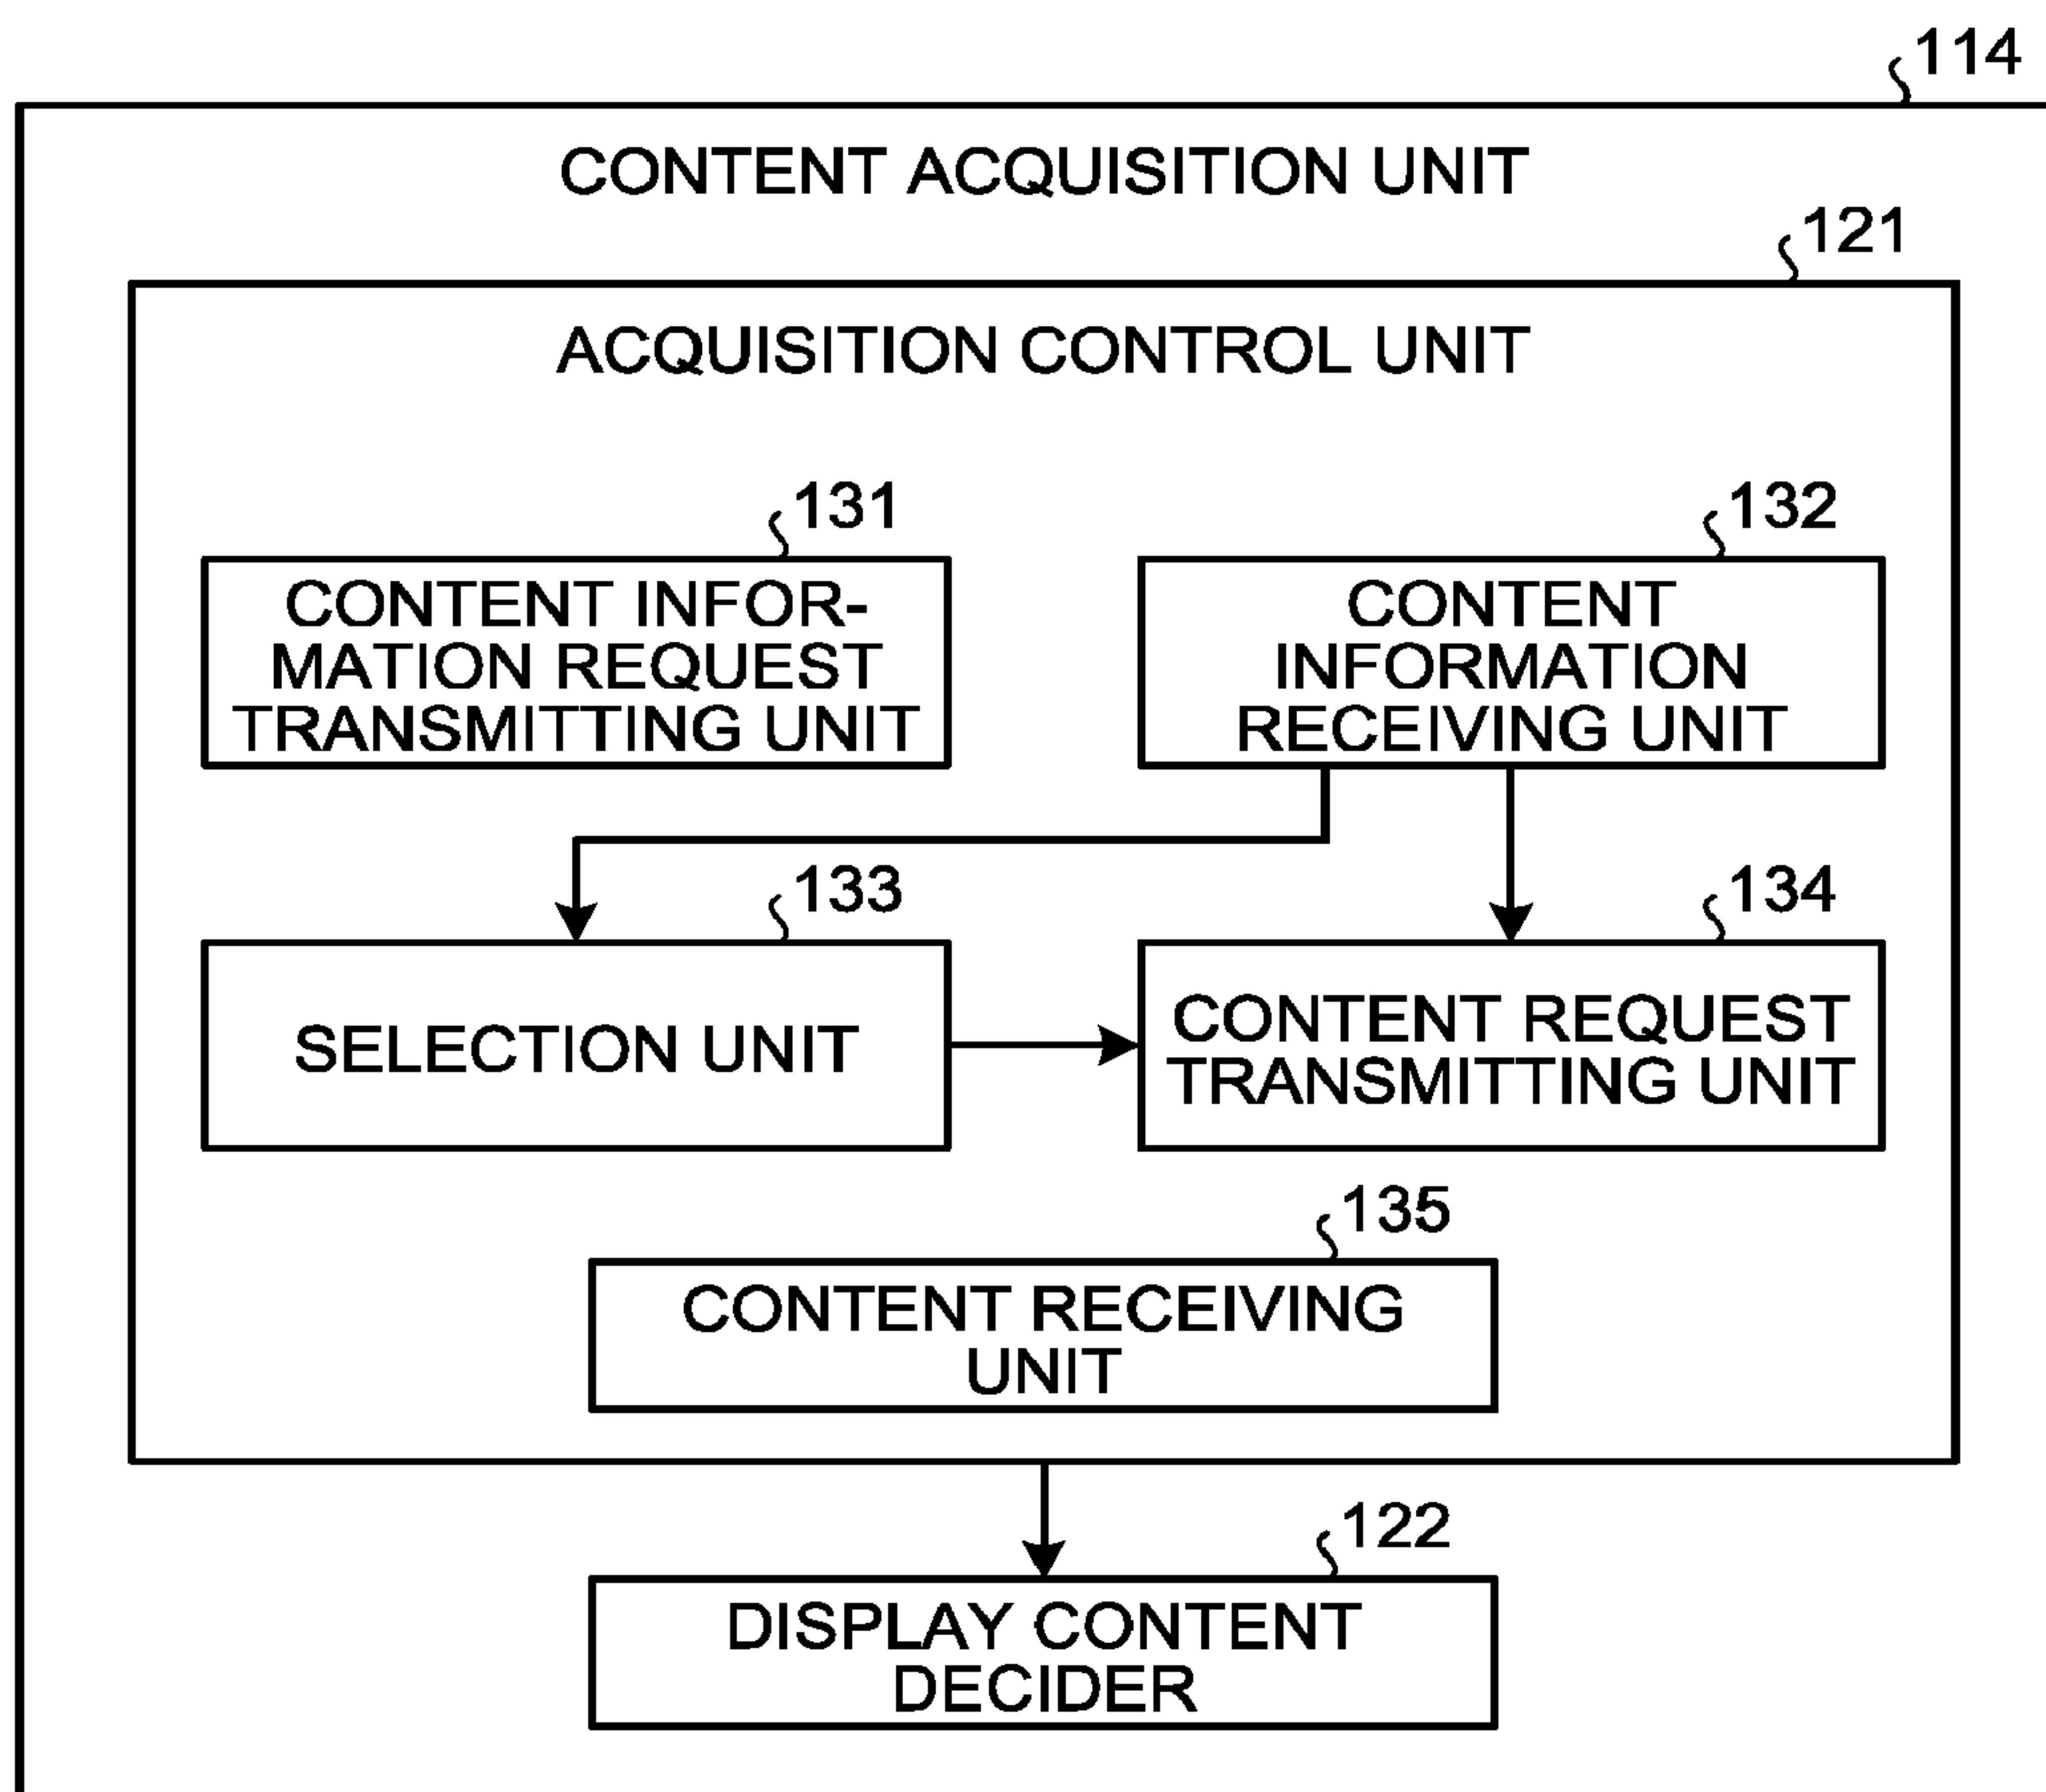 114
CONTENT ACQUISITION UNIT
121
ACQUISITION CONTROL UNIT
131
CONTENT INFOR-
MATION REQUEST
TRANSMITTING UNIT
132
CONTENT
INFORMATION
RECEIVING UNIT
133
SELECTION UNIT
134
CONTENT REQUEST
TRANSMITTING UNIT
135
CONTENT RECEIVING
UNIT
122
DISPLAY CONTENT
DECIDER